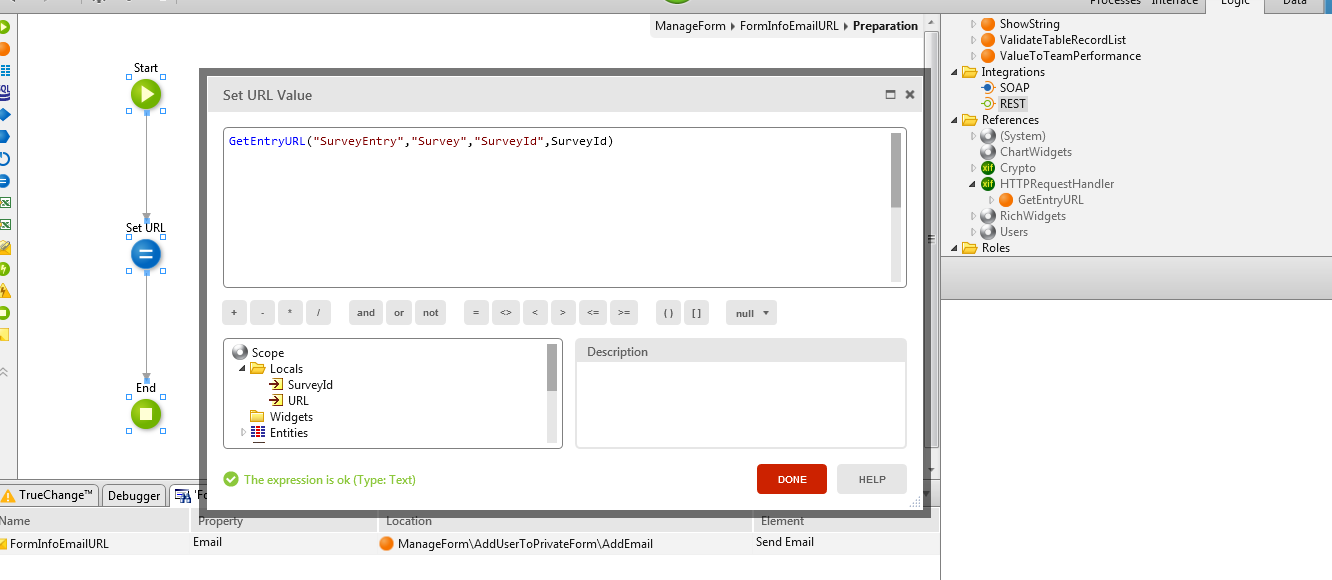 Processes Interface Logic Data
ManageForm FormInfoEmailURL Preparation
Start
Set URL
End
Set URL Value
GetEntryURL("SurveyEntry","Survey","SurveyId",SurveyId)
+ - * / and or not = <> < > <= >= ( ) [ ] null
Scope
Locals
SurveyId
URL
Widgets
Entities
Description
The expression is ok (Type: Text)
DONE HELP
ShowString
ValidateTableRecordList
ValueToTeamPerformance
Integrations
SOAP
REST
References
(System)
ChartWidgets
Crypto
HTTPRequestHandler
GetEntryURL
RichWidgets
Users
Roles
TrueChange™ Debugger 'Fo
Name Property Location Element
FormInfoEmailURL Email ManageForm\AddUserToPrivateForm\AddEmail Send Email